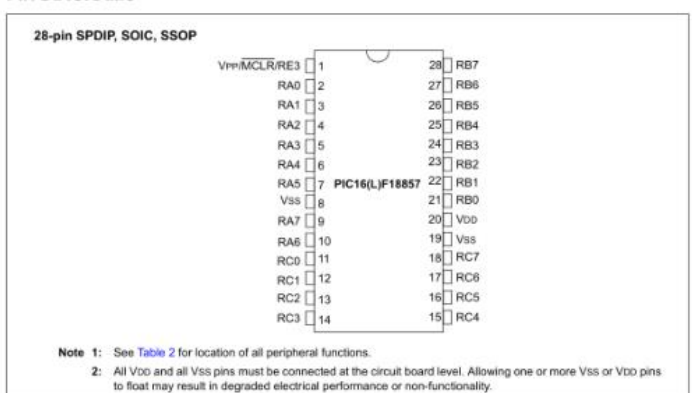 28-pin SPDIP, SOIC, SSOP
VPP/MCLR/RE3 1 28 RB7
RA0 2 27 RB6
RA1 3 26 RB5
RA2 4 25 RB4
RA3 5 24 RB3
RA4 6 23 RB2
RA5 7 PIC16(L)F18857 22 RB1
VSS 8 21 RB0
RA7 9 20 VDD
RA6 10 19 VSS
RC0 11 18 RC7
RC1 12 17 RC6
RC2 13 16 RC5
RC3 14 15 RC4
Note 1: See Table 2 for location of all peripheral functions.
2: All VDD and all VSS pins must be connected at the circuit board level. Allowing one or more VSS or VDD pins
to float may result in degraded electrical performance or non-functionality.